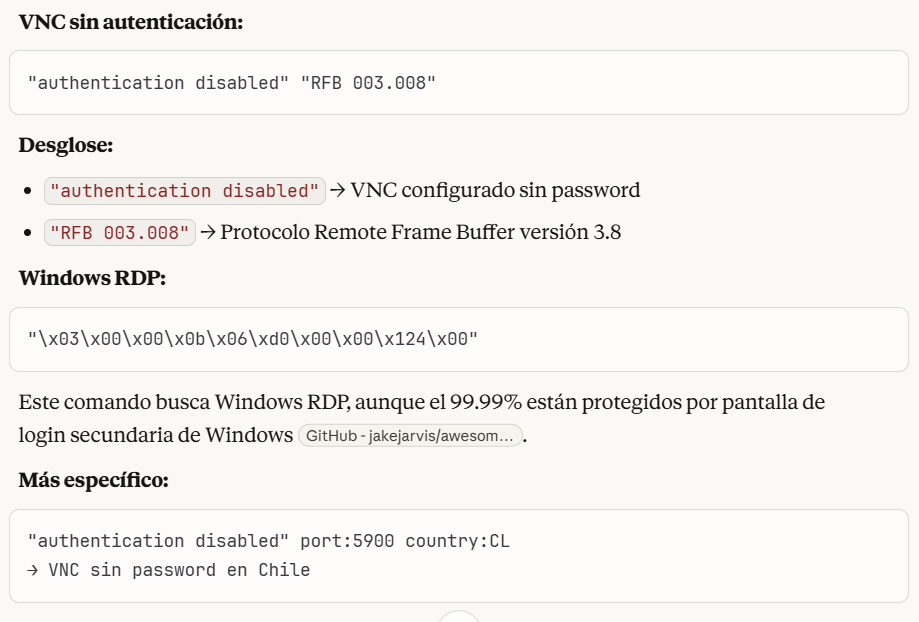 VNC sin autenticación:
"authentication disabled" "RFB 003.008"
Desglose:
• "authentication disabled" → VNC configurado sin password
• "RFB 003.008" → Protocolo Remote Frame Buffer versión 3.8
Windows RDP:
"\x03\x00\x00\x0b\x06\xd0\x00\x00\x124\x00"
Este comando busca Windows RDP, aunque el 99.99% están protegidos por pantalla de
login secundaria de Windows GitHub - jakejarvis/awesom... .
Más específico:
"authentication disabled" port:5900 country:CL
→ VNC sin password en Chile